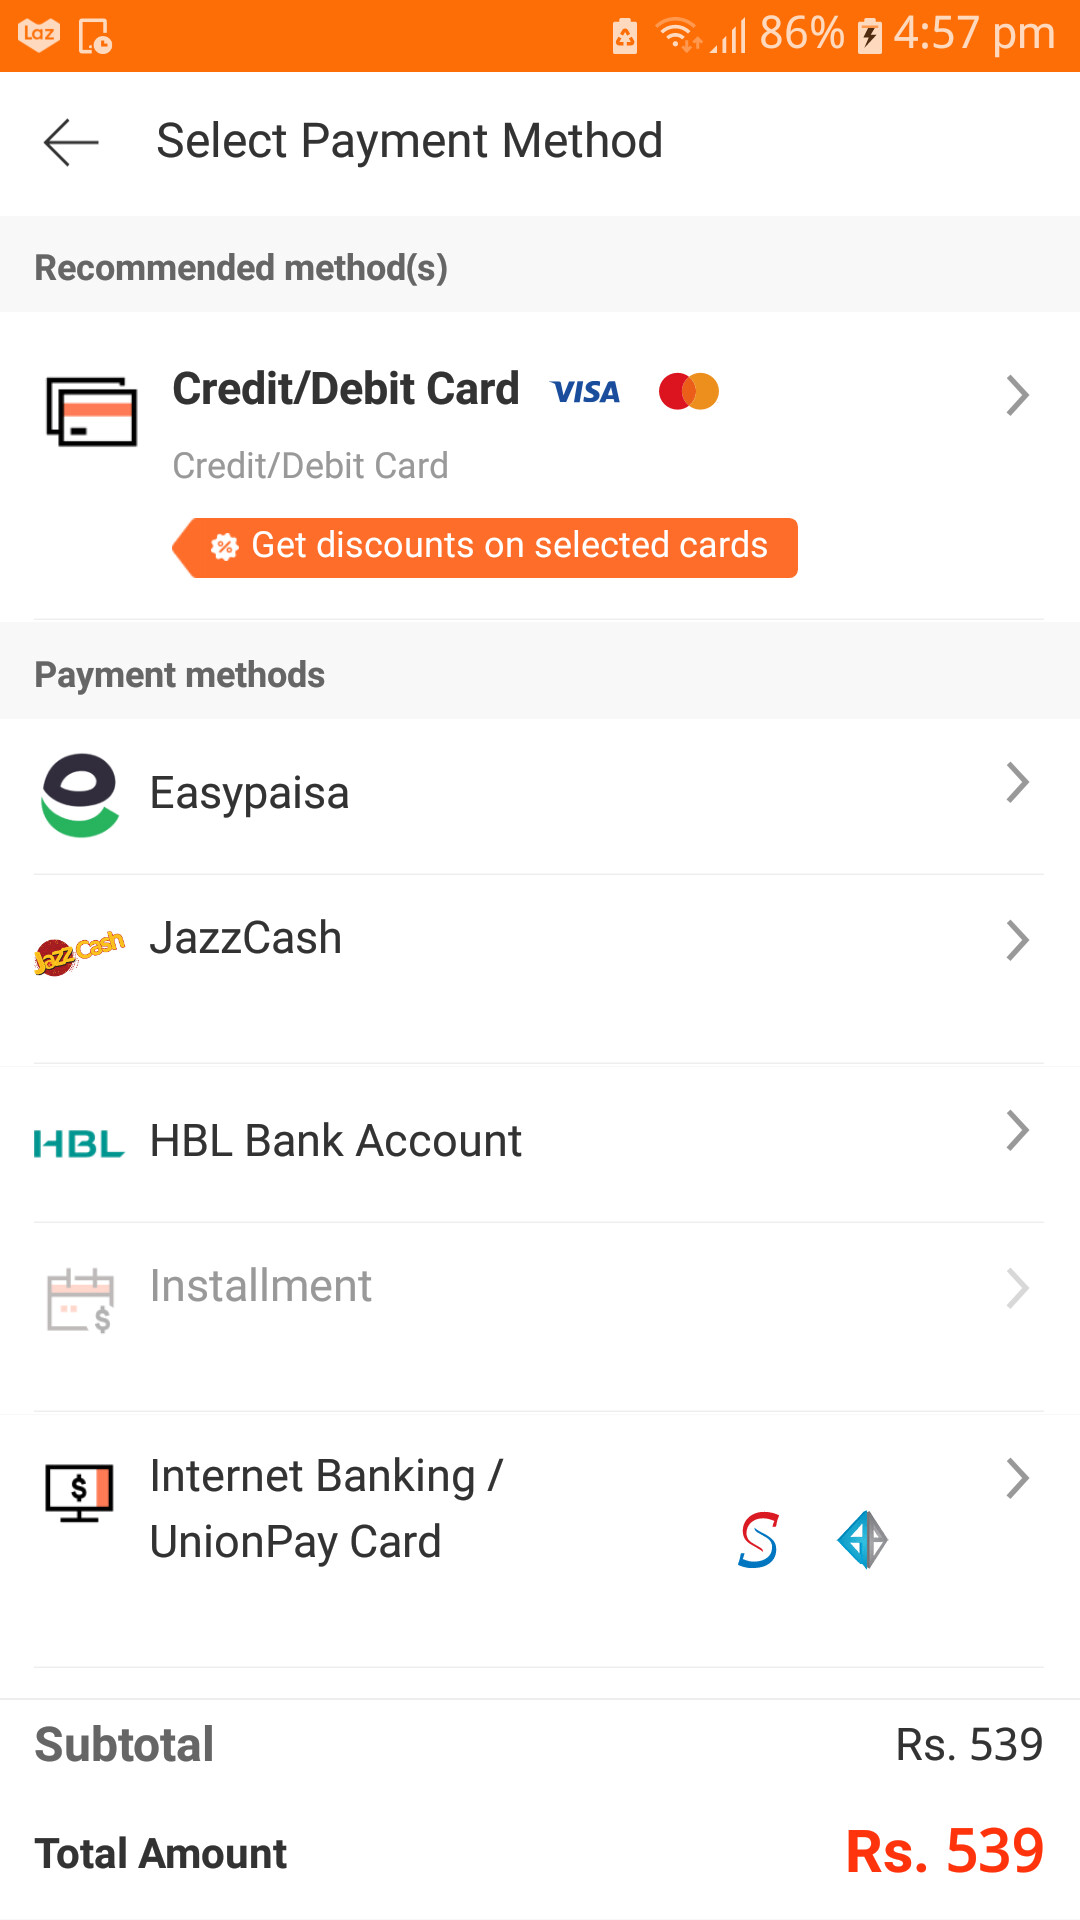 Laz 86% 4:57 pm
Select Payment Method
Recommended method(s)
Credit/Debit Card VISA
Credit/Debit Card
% Get discounts on selected cards
Payment methods
Easypaisa
JazzCash JazzCash
HBL HBL Bank Account
$ Installment
$ Internet Banking /
UnionPay Card
Subtotal Rs. 539
Total Amount Rs. 539